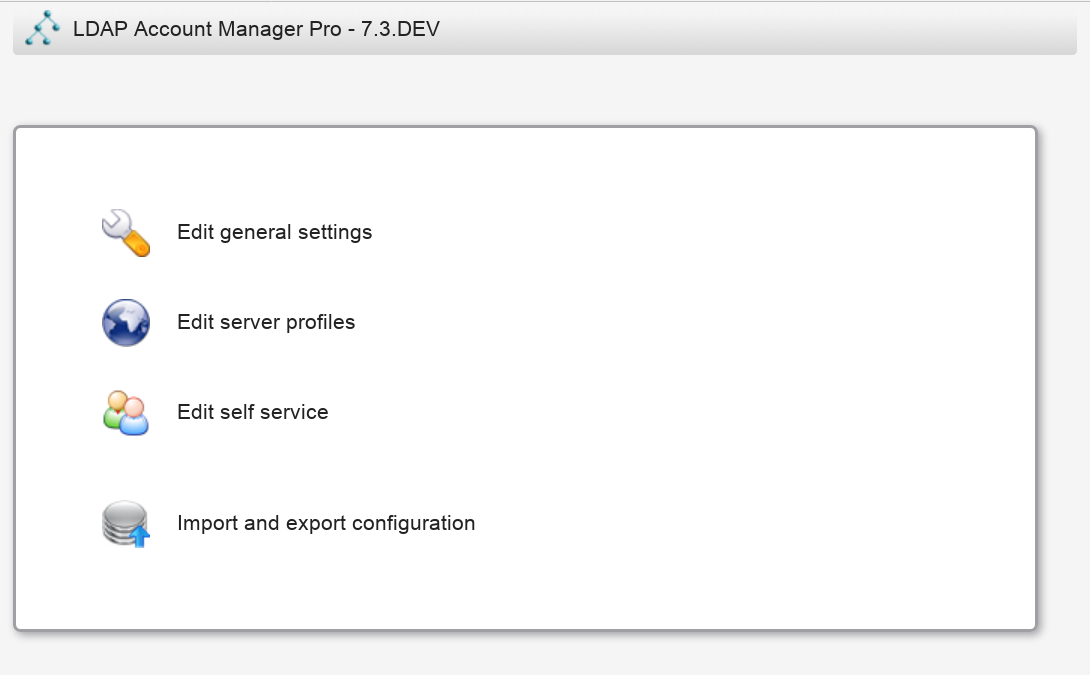 LDAP Account Manager Pro - 7.3.DEV
Edit general settings
Edit server profiles
Edit self service
Import and export configuration